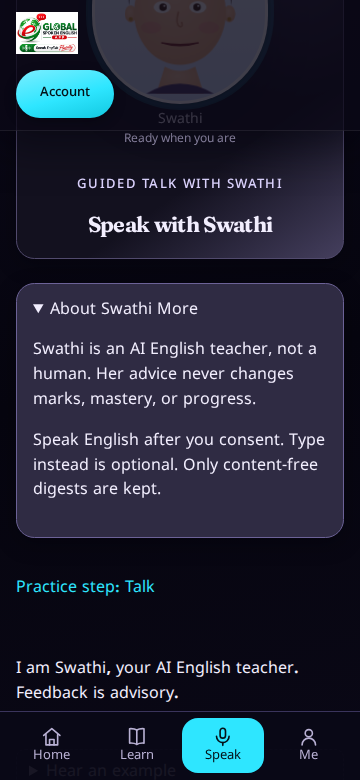 GLOBAL
SPOKEN ENGLISH
Account
Swathi
Ready when you are
GUIDED TALK WITH SWATHI
Speak with Swathi
▼ About Swathi More
Swathi is an AI English teacher, not a
human. Her advice never changes
marks, mastery, or progress.
Speak English after you consent. Type
instead is optional. Only content-free
digests are kept.
Practice step: Talk
I am Swathi, your AI English teacher.
Feedback is advisory.
▶ Hear an example
Home
Learn
Speak
Me